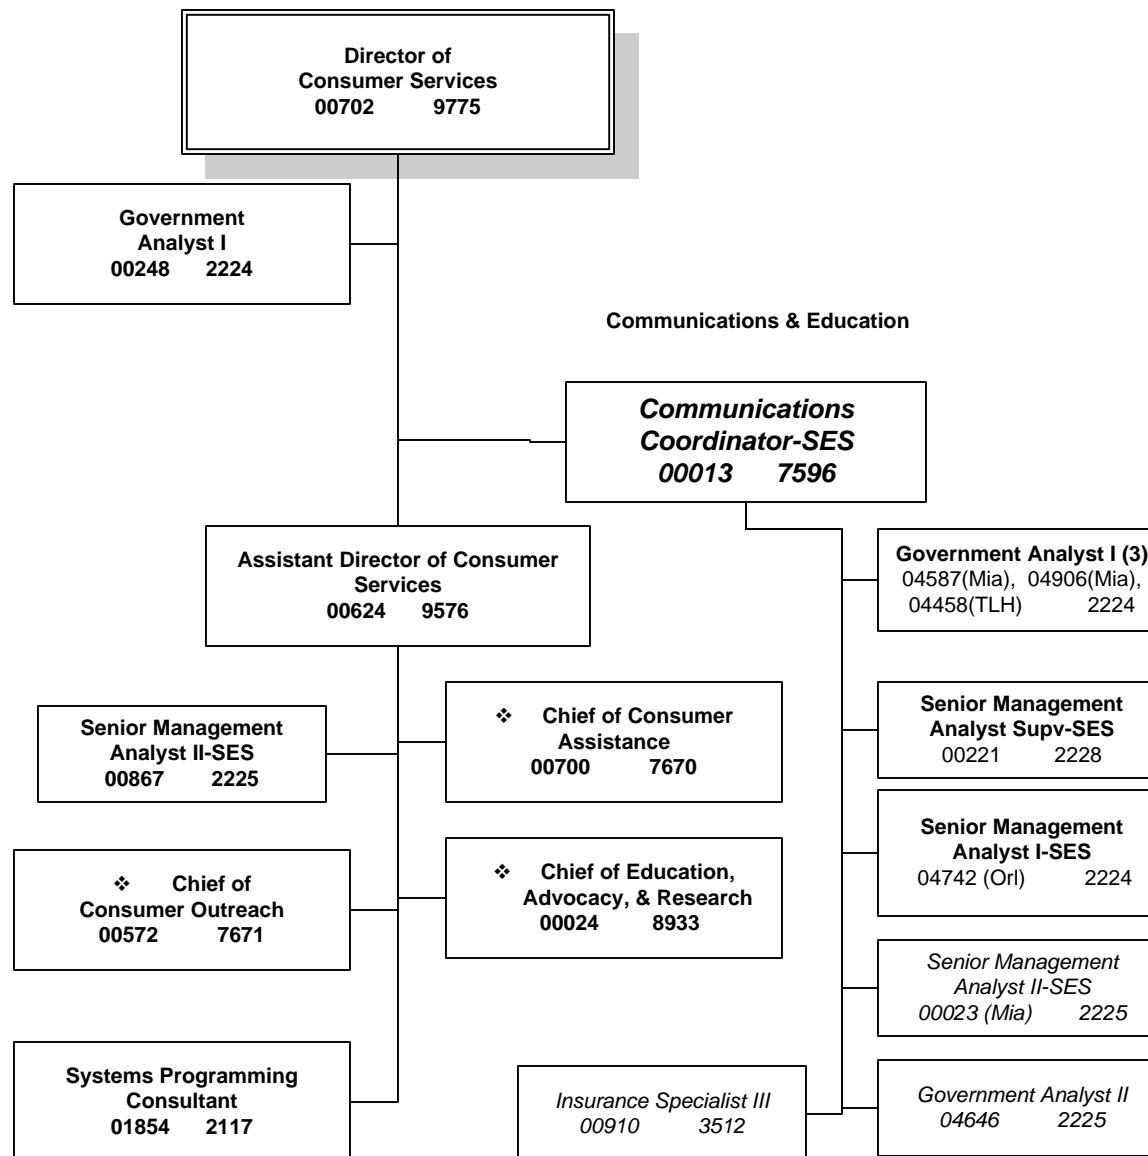 Director of
Consumer Services
00702 9775
Government
Analyst I
00248 2224
Communications & Education
Communications
Coordinator-SES
00013 7596
Assistant Director of Consumer
Services
00624 9576
Government Analyst I (3)
04587(Mia), 04906(Mia),
04458(TLH) 2224
Senior Management
Analyst II-SES
00867 2225
❖ Chief of Consumer
Assistance
00700 7670
Senior Management
Analyst Supv-SES
00221 2228
❖ Chief of
Consumer Outreach
00572 7671
❖ Chief of Education,
Advocacy, & Research
00024 8933
Senior Management
Analyst I-SES
04742 (Orl) 2224
Senior Management
Analyst II-SES
00023 (Mia) 2225
Systems Programming
Consultant
01854 2117
Insurance Specialist III
00910 3512
Government Analyst II
04646 2225